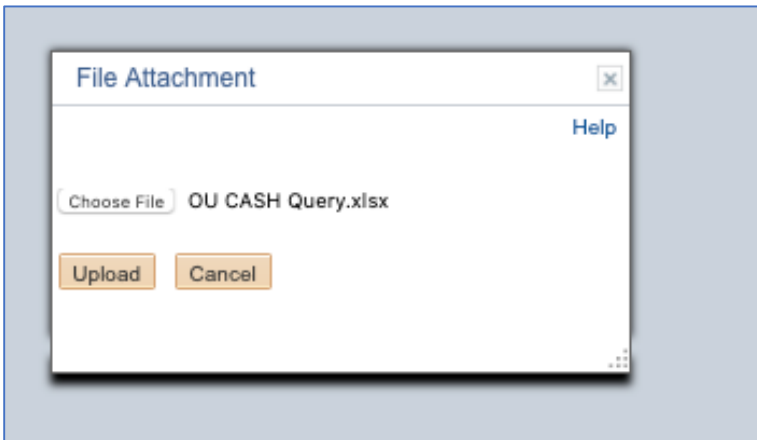 File Attachment
Help
Choose File OU CASH Query.xlsx
Upload Cancel